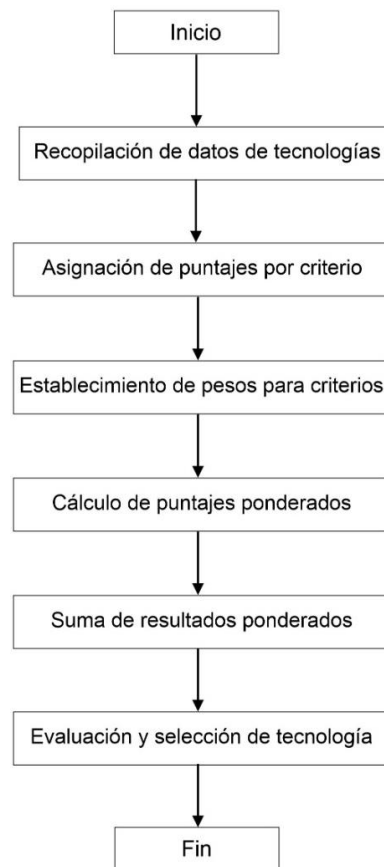 Inicio
Recopilación de datos de tecnologías
Asignación de puntajes por criterio
Establecimiento de pesos para criterios
Cálculo de puntajes ponderados
Suma de resultados ponderados
Evaluación y selección de tecnología
Fin